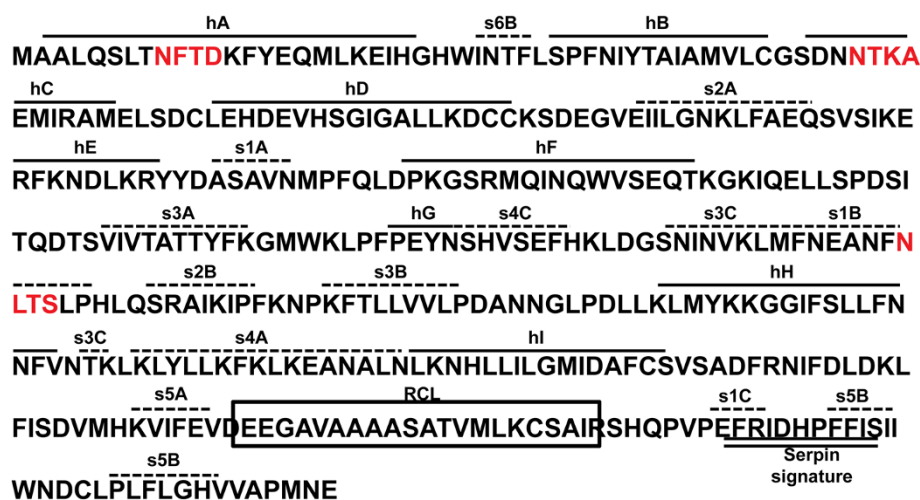 hA s6B hB
MAALQSLTNFTDKFYEQMLKEIHGHWINTFLSPFNIYTAIAMVLCGSDNNTKA
hC hD s2A
EMIRAMELSDCLEHDEVHSGIGALLKDCCKSDEGVEIILGNKLFAEQSVSIKE
hE s1A hF
RFKNDLKRYYDASAVNMPFQLDPKGSRMQINQWVSEQTKGKIQELLSPDSI
s3A hG s4C s3C s1B
TQDTSVIVTATTYFKGMWKLPFPEYNSHVSEFHKLDGSNINVKLMFNEANFN
s2B s3B hH
LTSLPHLQSRAIKIPFKNPKFTLLVVLPDANNGLPDLLKLMYKKGGIFSLLFN
s3C s4A hI
NFVNTKLKLYLLKFKLKEANALNLKNHLLILGMIDAFCSVSADFRNIFDLDKL
s5A RCL s1C s5B
FISDVMHKVIFEVDEEGAVAAAASATVMLKCSAIRSHQPVPEFRIDHPFFISII
s5B Serpin
signature
WNDCLPLFLGHVVAPMNE